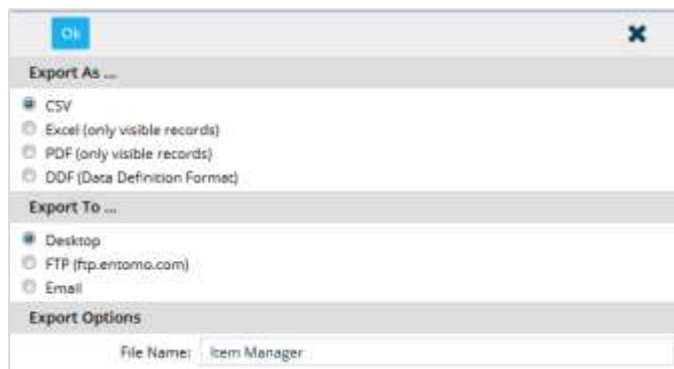 Ok
Export As ...
CSV
Excel (only visible records)
PDF (only visible records)
DDF (Data Definition Format)
Export To ...
Desktop
FTP (ftp.entomo.com)
Email
Export Options
File Name: Item Manager